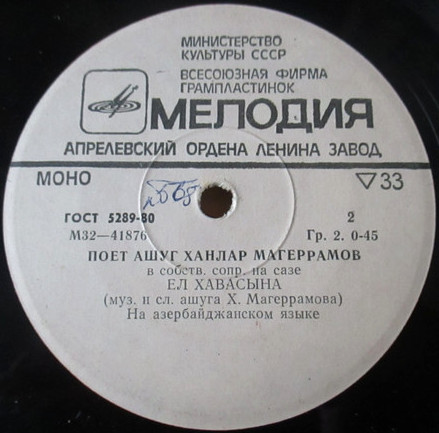 МИНИСТЕРСТВО
КУЛЬТУРЫ СССР
ВСЕСОЮЗНАЯ ФИРМА
ГРАМПЛАСТИНОК
МЕЛОДИЯ
АПРЕЛЕВСКИЙ ОРДЕНА ЛЕНИНА ЗАВОД
МОНО ▽33
ГОСТ 5289-80 2
М32—41876 Гр. 2. 0-45
ПОЕТ АШУГ ХАНЛАР МАГЕРРАМОВ
в собств. сопр. на сазе
ЕЛ ХАВАСЫНА
(муз. и сл. ашуга Х. Магеррамова)
На азербайджанском языке